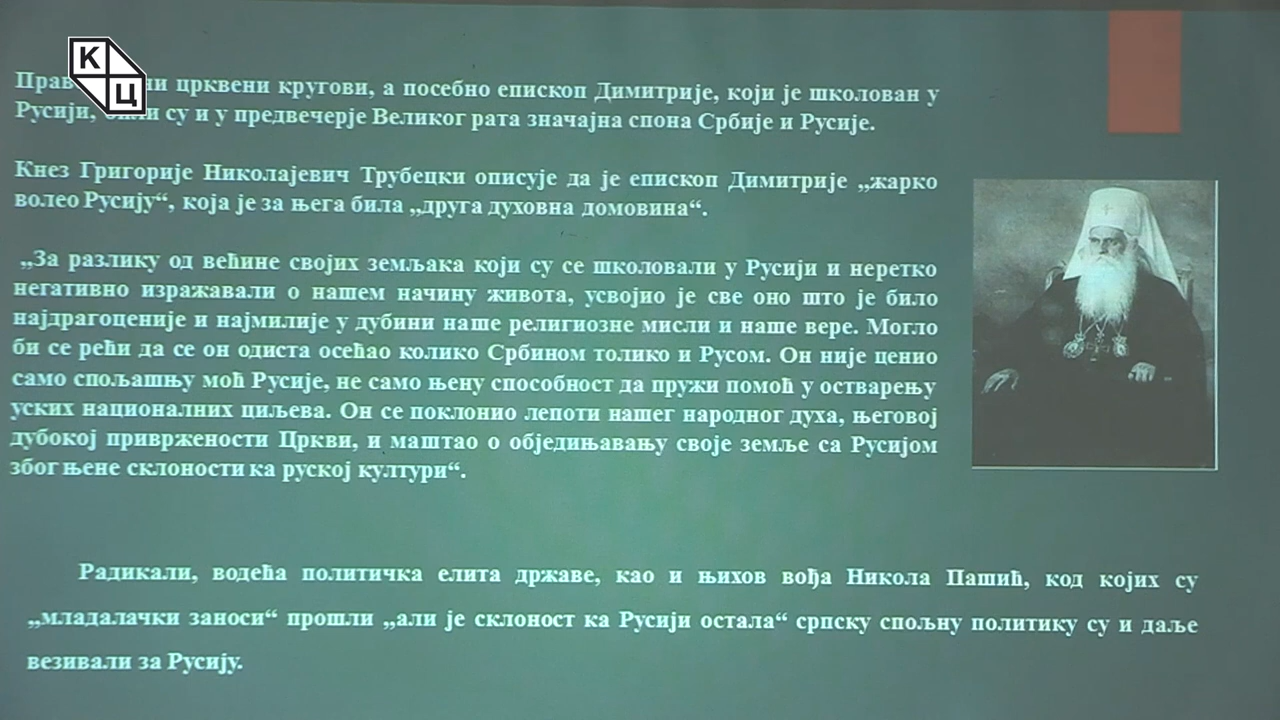 К
Ц
црквени кругови, а посебно епископ Димитрије, који је школован у
Русији, су и у предвечерје Великог рата значајна спона Србије и Русије.
Кнез Григорије Николајевич Трубецки описује да је епископ Димитрије „жарко
волео Русију“, која је за њега била „друга духовна домовина“.
„За разлику од већине својих земљака који су се школовали у Русији и неретко
негативно изражавали о нашем начину живота, усвојио је све оно што је било
најдрагоценије и најмилије у дубини наше религиозне мисли и наше вере. Могло
би се рећи да се он одиста осећао колико Србином толико и Русом. Он није ценио
само спољашњу моћ Русије, не само њену способност да пружи помоћ у остварењу
уских националних циљева. Он се поклонио лепоти нашег народног духа, његовој
дубокој привржености Цркви, и маштао о обједињавању своје земље са Русијом
због њене склоности ка руској култури“.
Радикали, водећа политичка елита државе, као и њихов вођа Никола Пашић, код којих су
„младалачки заноси“ прошли „али је склоност ка Русији остала“ српску спољну политику су и даље
везивали за Русију.